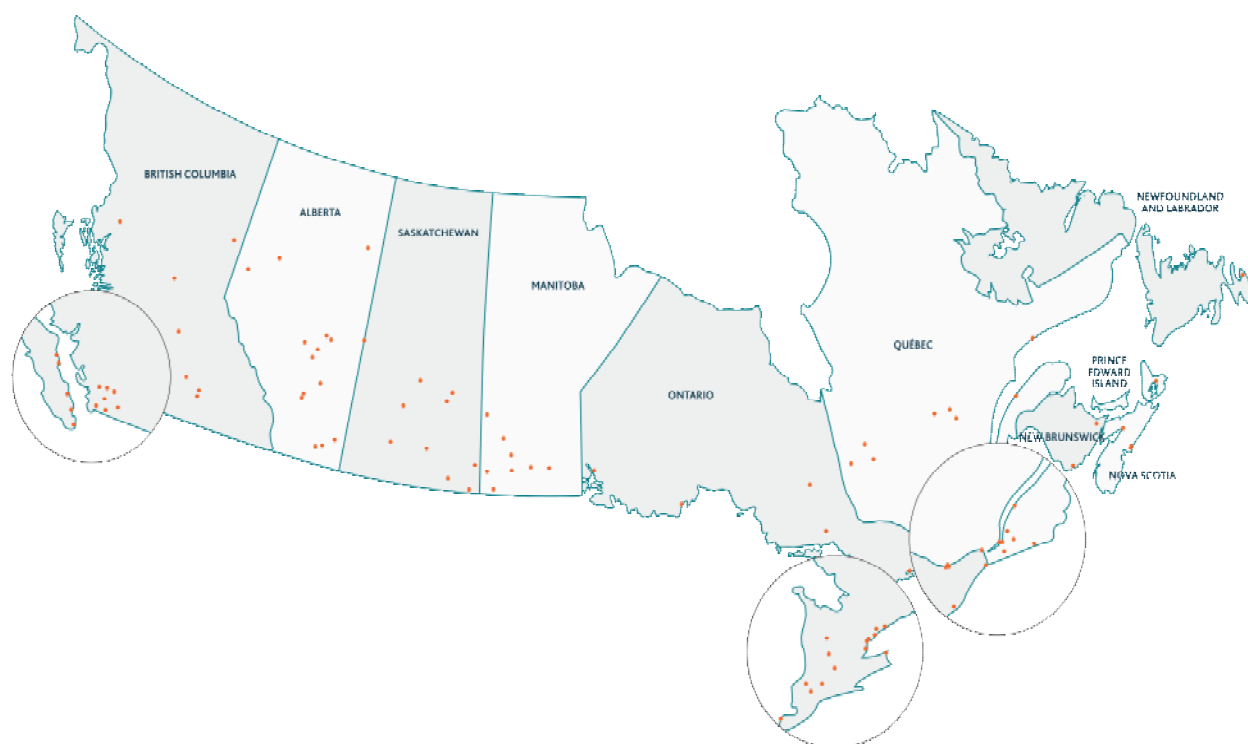 BRITISH COLUMBIA
ALBERTA
SASKATCHEWAN
MANITOBA
ONTARIO
QUÉBEC
NEWFOUNDLAND
AND LABRADOR
PRINCE
EDWARD
ISLAND
NEW BRUNSWICK
NOVA SCOTIA